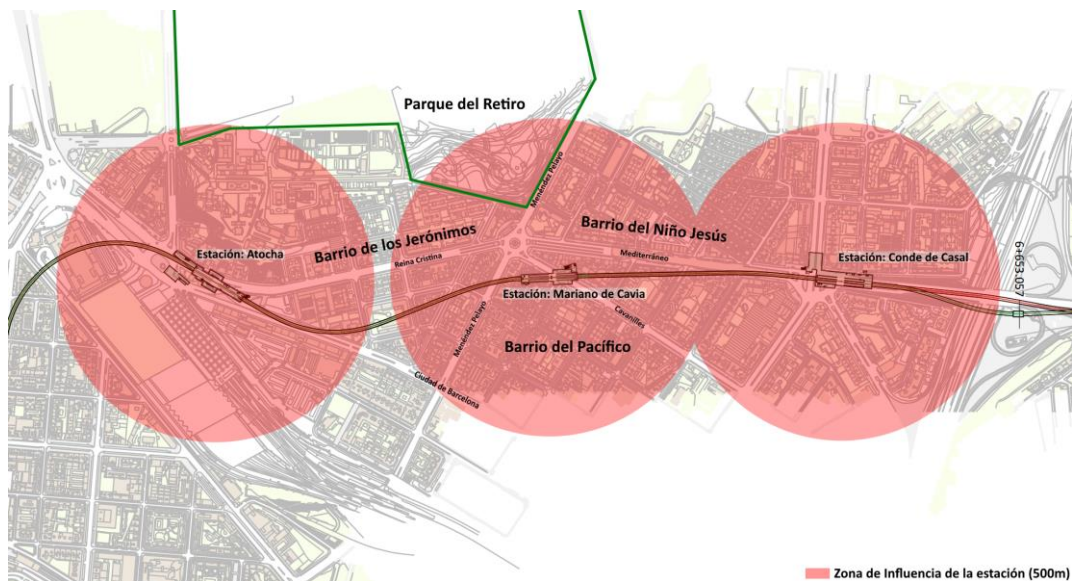 Parque del Retiro
Menéndez Pelayo
Barrio del Niño Jesús
Barrio de los Jerónimos
Estación: Atocha
Reina Cristina
Mediterráneo
Estación: Conde de Casal
6+653.057
Estación: Mariano de Cavia
Cavanilles
Menéndez Pelayo
Barrio del Pacífico
Ciudad de Barcelona
Zona de Influencia de la estación (500m)